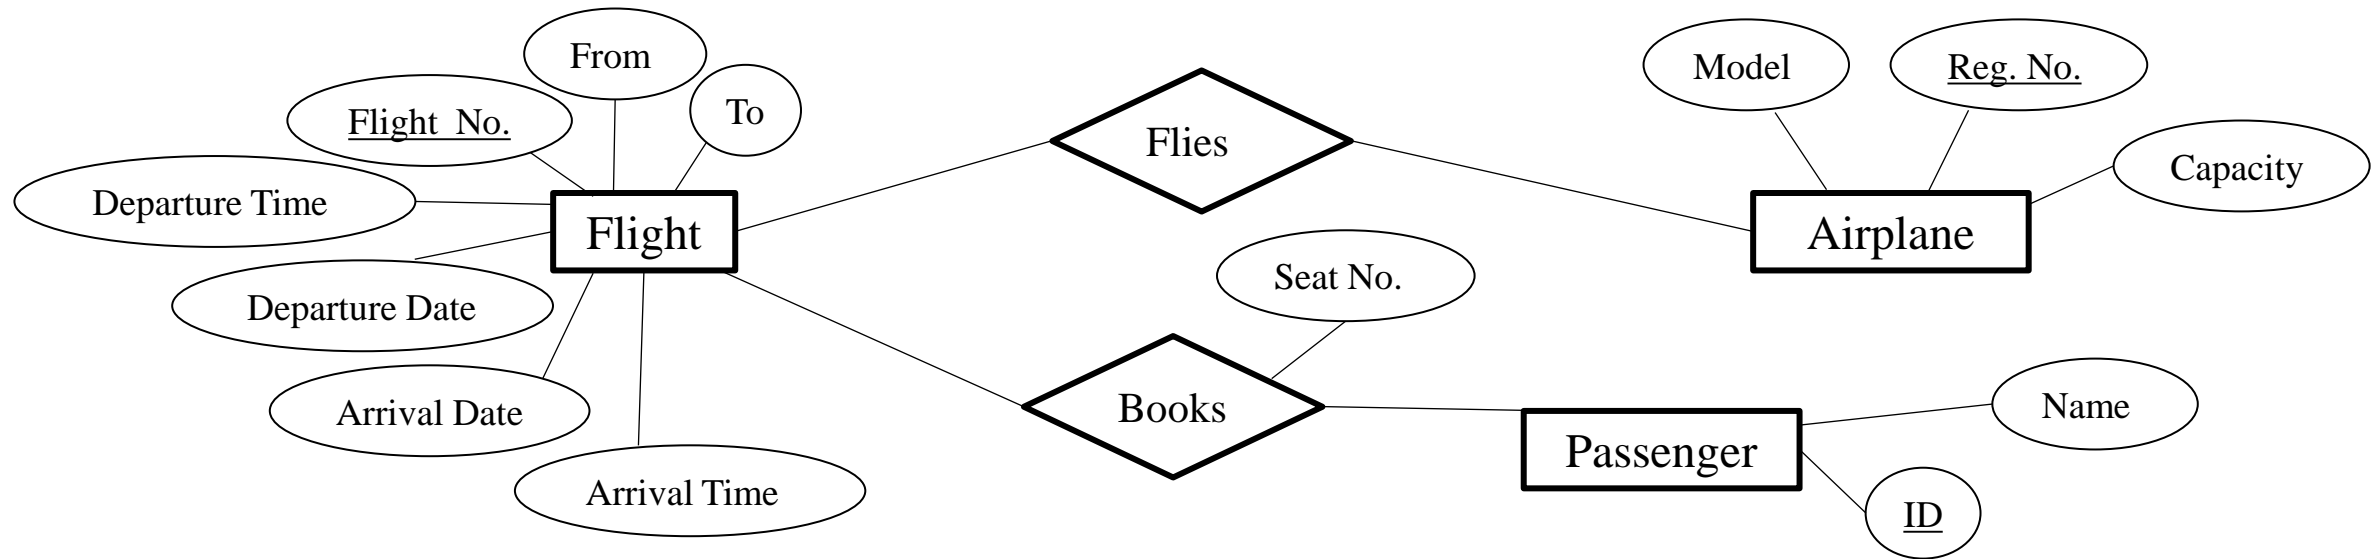 From
To
Flight  No.
Departure Time
Flight
Departure Date
Arrival Date
Arrival Time
Flies
Books
Seat No.
Model
Reg. No.
Capacity
Airplane
Passenger
Name
ID